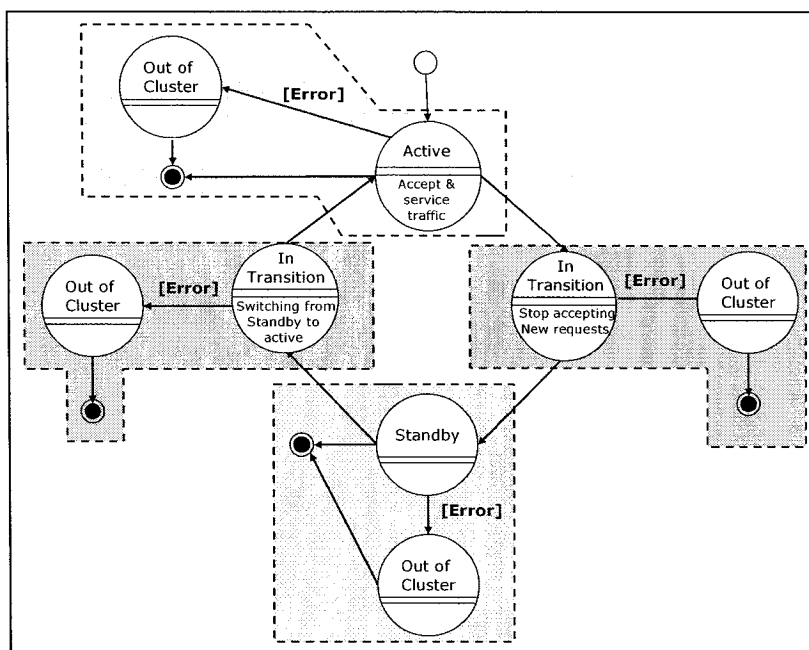 Out of
Cluster
[Error]
Active
Accept &
service
traffic
In
Transition
Switching from
Standby to
active
[Error]
Out of
Cluster
In
Transition
Stop accepting
New requests
[Error]
Out of
Cluster
Standby
[Error]
Out of
Cluster